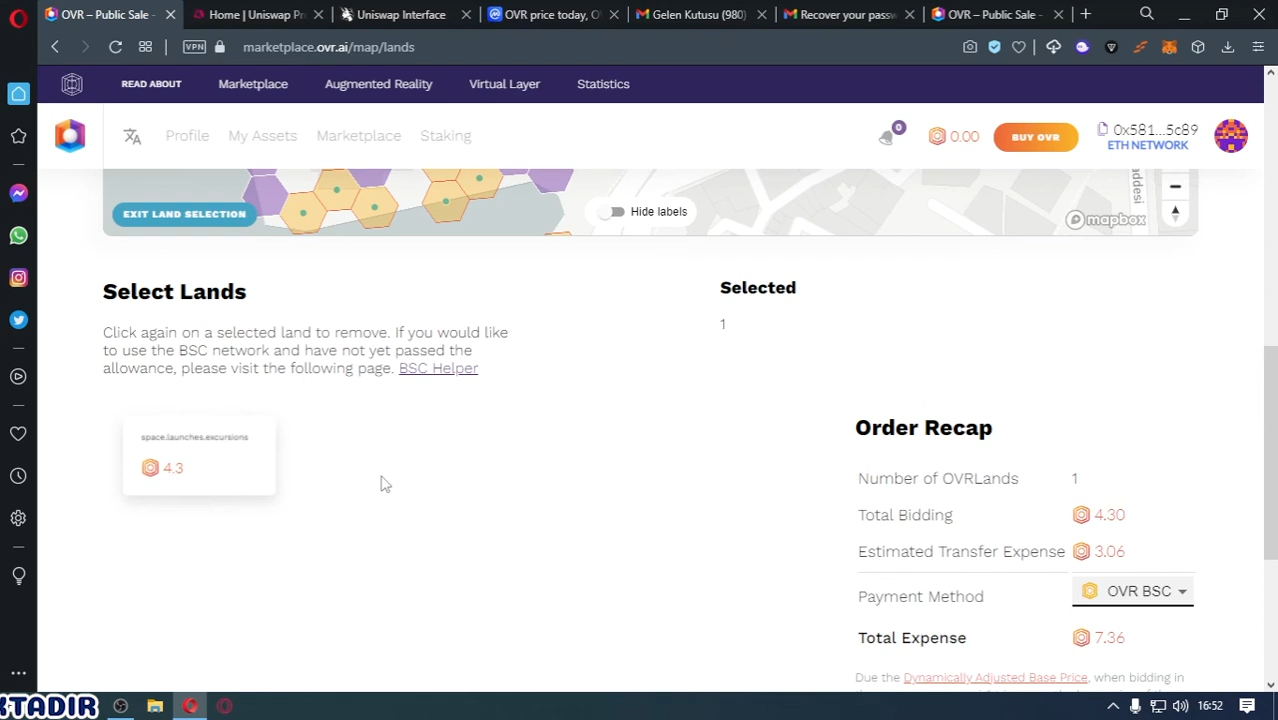 OVR – Public Sale -
Home | Uniswap Pr
Uniswap Interface
OVR price today, O
Gelen Kutusu (980)
Recover your passw
OVR – Public Sale -
VPN
marketplace.ovr.ai/map/lands
READ ABOUT
Marketplace
Augmented Reality
Virtual Layer
Statistics
Profile
My Assets
Marketplace
Staking
0
0.00
BUY OVR
0x581...5c89
ETH NETWORK
EXIT LAND SELECTION
Hide labels
addesi
mapbox
Select Lands
Click again on a selected land to remove. If you would like
to use the BSC network and have not yet passed the
allowance, please visit the following page. BSC Helper
Selected
1
space.launches.excursions
4.3
Order Recap
Number of OVRLands 1
Total Bidding 4.30
Estimated Transfer Expense 3.06
Payment Method OVR BSC
Total Expense 7.36
Due the Dynamically Adjusted Base Price, when bidding in
KTADIR
16:52